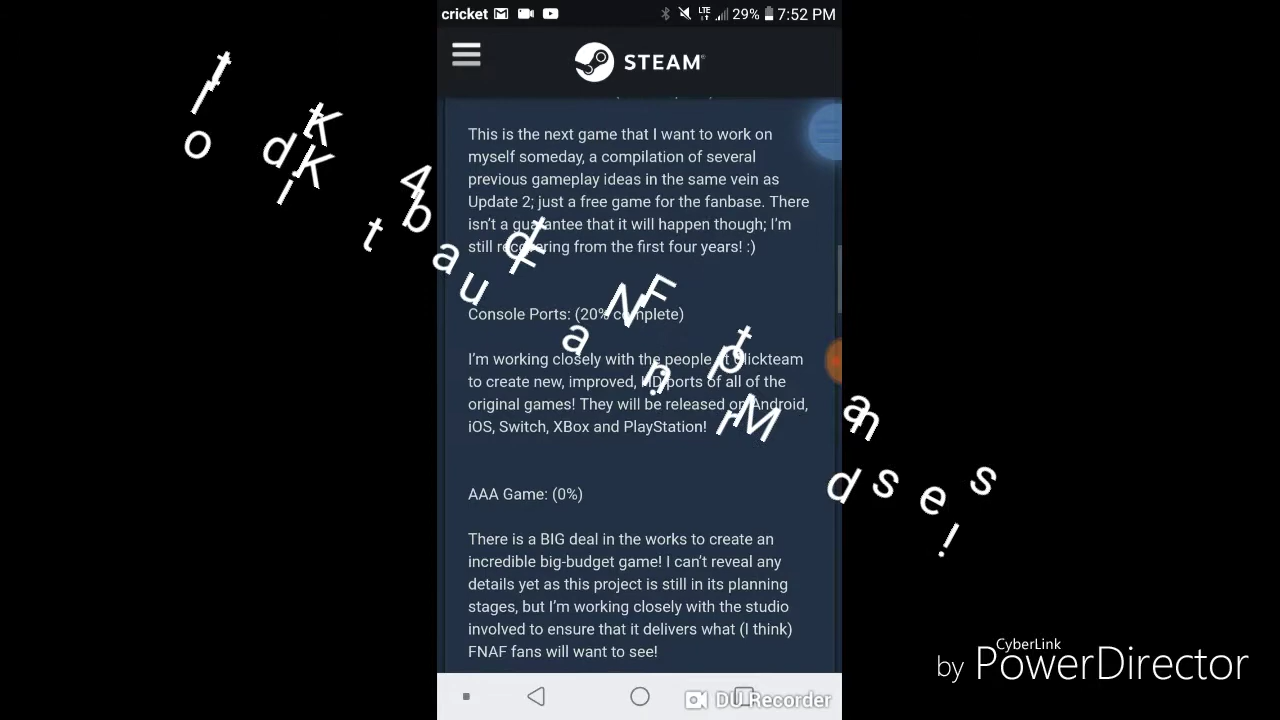 cricket 29% 7:52 PM
LTE
STEAM
This is the next game that I want to work on
myself someday, a compilation of several
previous gameplay ideas in the same vein as
Update 2; just a free game for the fanbase. There
isn't a guarantee that it will happen though; I'm
still recovering from the first four years! :)
Console Ports: (20% complete)
I'm working closely with the people at Clickteam
to create new, improved, HD ports of all of the
original games! They will be released on Android,
iOS, Switch, XBox and PlayStation!
AAA Game: (0%)
There is a BIG deal in the works to create an
incredible big-budget game! I can't reveal any
details yet as this project is still in its planning
stages, but I'm working closely with the studio
involved to ensure that it delivers what (I think)
FNAF fans will want to see!
DU Recorder
CyberLink
by PowerDirector